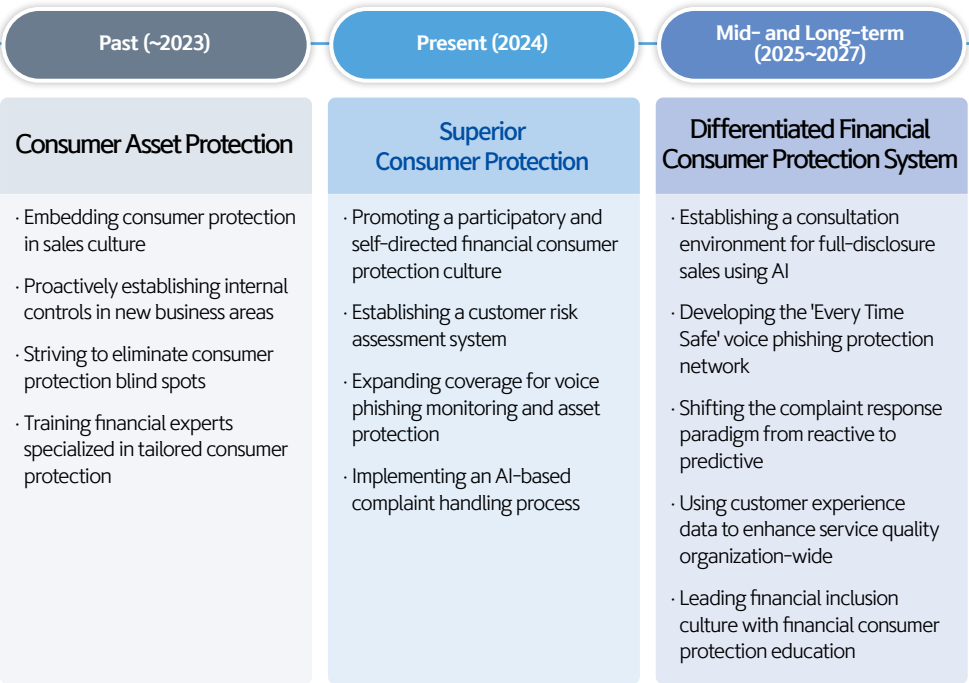 Past (~2023)
Consumer Asset Protection
· Embedding consumer protection
in sales culture
· Proactively establishing internal
controls in new business areas
· Striving to eliminate consumer
protection blind spots
· Training financial experts
specialized in tailored consumer
protection
Present (2024)
Superior
Consumer Protection
· Promoting a participatory and
self-directed financial consumer
protection culture
· Establishing a customer risk
assessment system
· Expanding coverage for voice
phishing monitoring and asset
protection
· Implementing an AI-based
complaint handling process
Mid- and Long-term
(2025~2027)
Differentiated Financial
Consumer Protection System
· Establishing a consultation
environment for full-disclosure
sales using AI
· Developing the 'Every Time
Safe' voice phishing protection
network
· Shifting the complaint response
paradigm from reactive to
predictive
· Using customer experience
data to enhance service quality
organization-wide
· Leading financial inclusion
culture with financial consumer
protection education